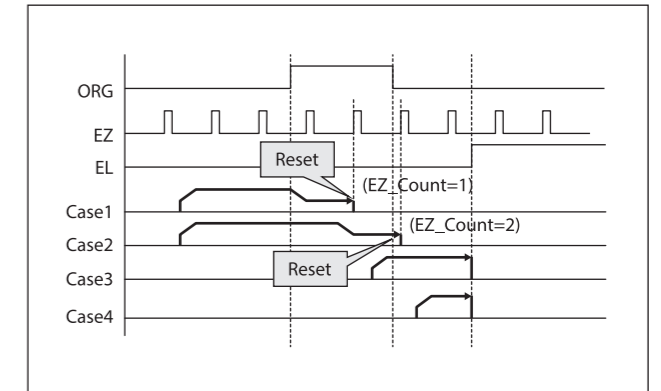 ORG
EZ
EL
Reset
(EZ_Count=1)
Case1
(EZ_Count=2)
Case2
Reset
Case3
Case4